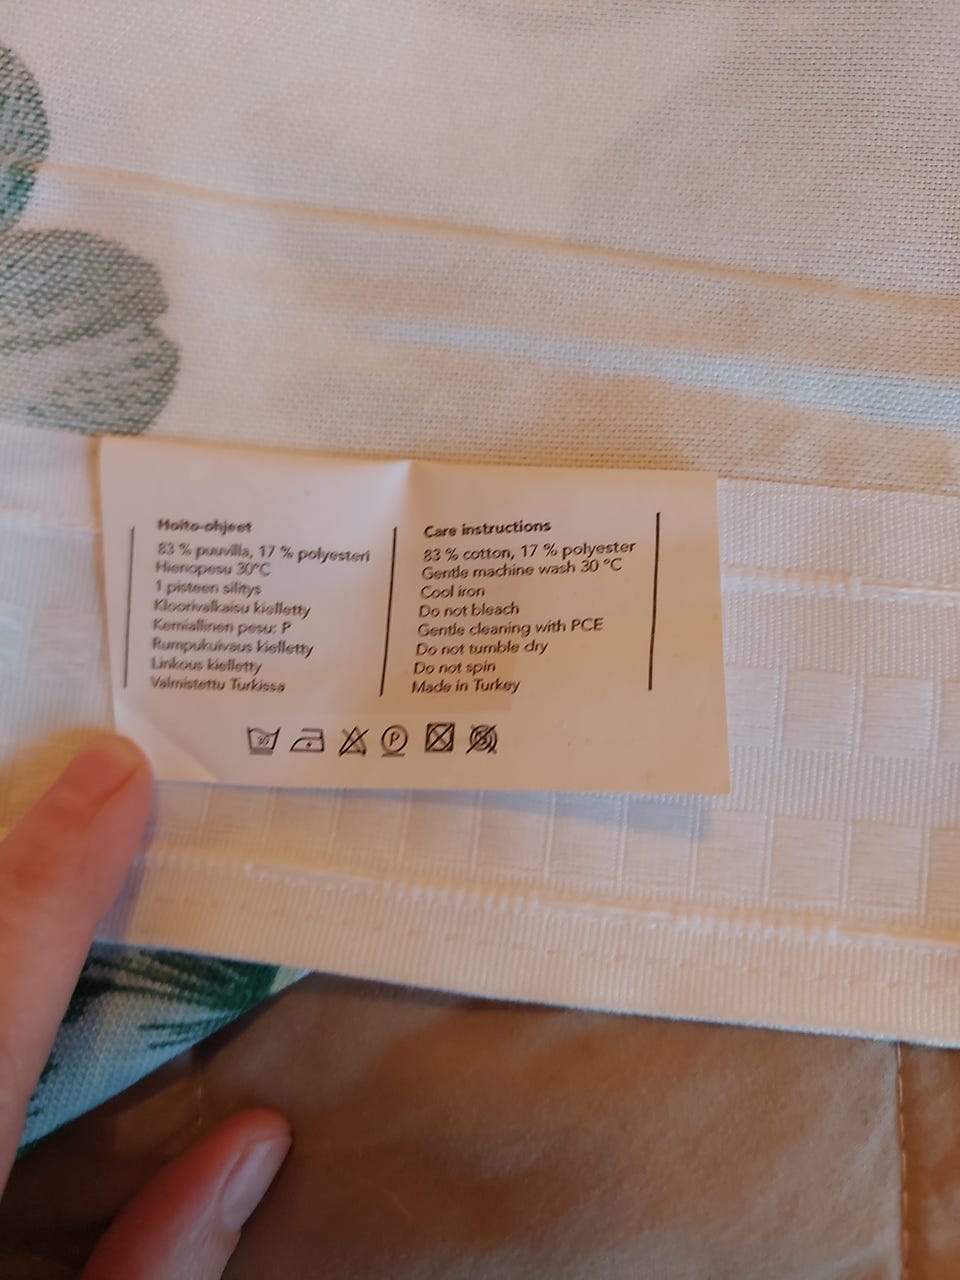 Hoito-ohjeet
83 % puuvilla, 17 % polyesteri
Hienopesu 30°C
1 pisteen silitys
Kloorivalkaisu kielletty
Kemiallinen pesu: P
Rumpukuivaus kielletty
Linkous kielletty
Valmistettu Turkissa
Care instructions
83 % cotton, 17 % polyester
Gentle machine wash 30 °C
Cool iron
Do not bleach
Gentle cleaning with PCE
Do not tumble dry
Do not spin
Made in Turkey
30 P